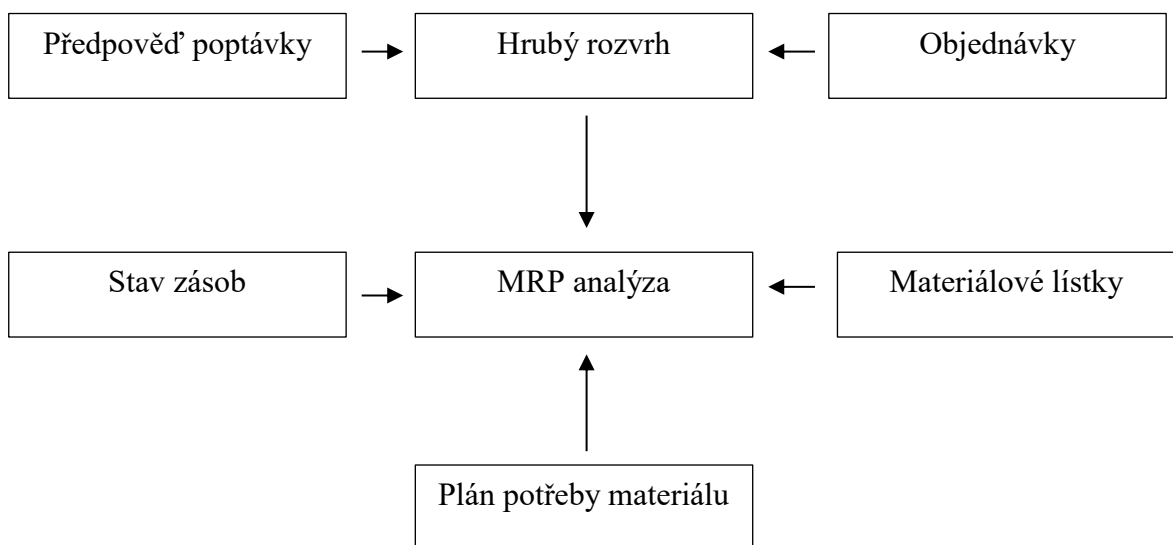 Předpověď poptávky
Hrubý rozvrh
Objednávky
Stav zásob
MRP analýza
Materiálové lístky
Plán potřeby materiálu